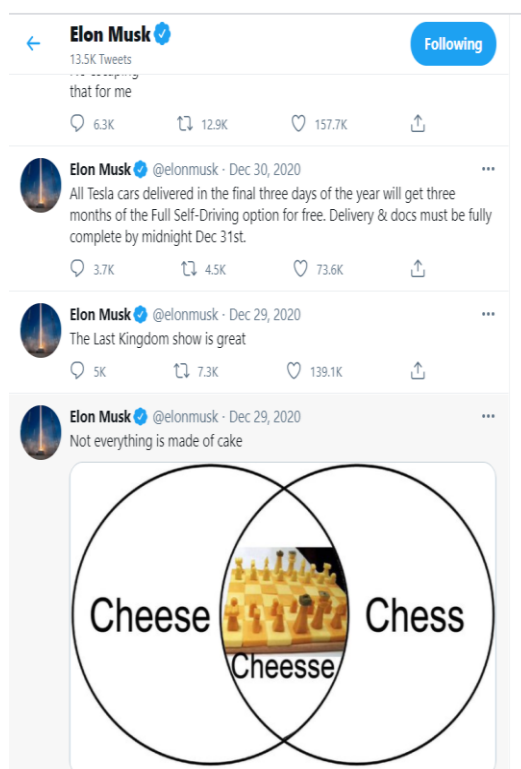 Elon Musk
13.5K Tweets
Following
that for me
6.3K 12.9K 157.7K
Elon Musk @elonmusk · Dec 30, 2020
All Tesla cars delivered in the final three days of the year will get three
months of the Full Self-Driving option for free. Delivery & docs must be fully
complete by midnight Dec 31st.
3.7K 4.5K 73.6K
Elon Musk @elonmusk · Dec 29, 2020
The Last Kingdom show is great
5K 7.3K 139.1K
Elon Musk @elonmusk · Dec 29, 2020
Not everything is made of cake
Cheese Chess
Cheesse